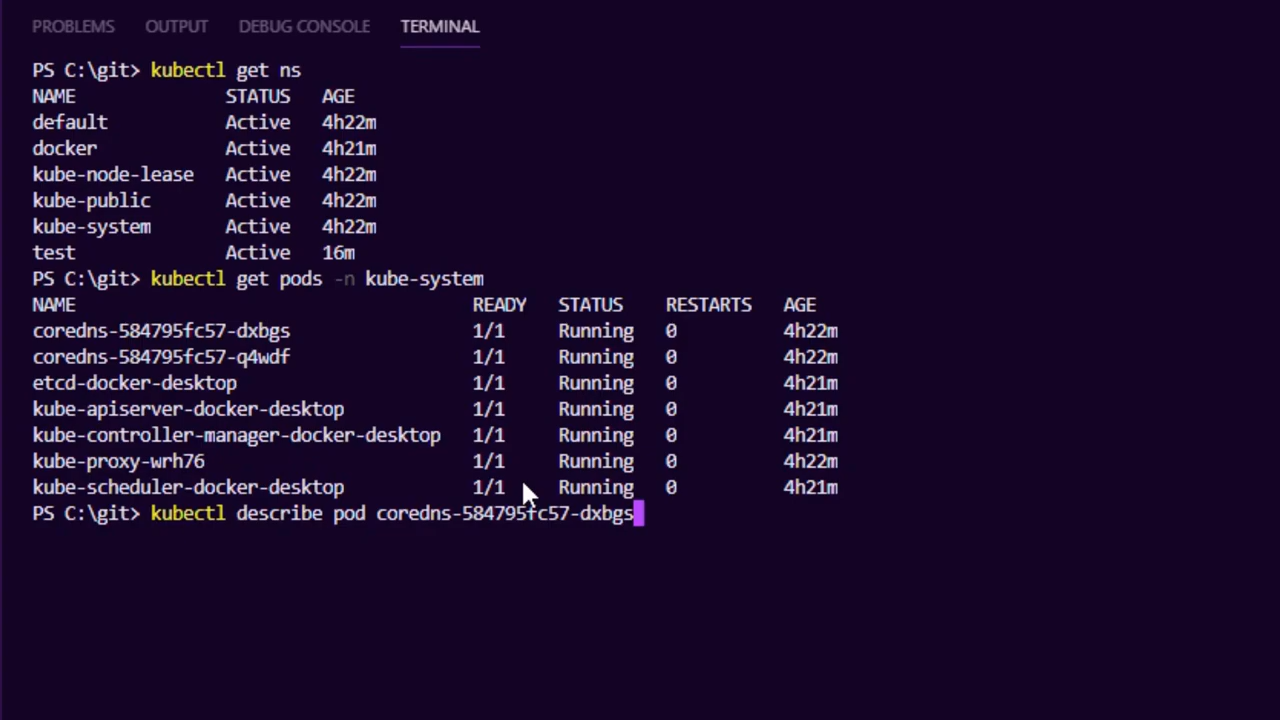 PROBLEMS OUTPUT DEBUG CONSOLE TERMINAL
PS C:\git> kubectl get ns
NAME STATUS AGE
default Active 4h22m
docker Active 4h21m
kube-node-lease Active 4h22m
kube-public Active 4h22m
kube-system Active 4h22m
test Active 16m
PS C:\git> kubectl get pods -n kube-system
NAME READY STATUS RESTARTS AGE
coredns-584795fc57-dxbgs 1/1 Running 0 4h22m
coredns-584795fc57-q4wdf 1/1 Running 0 4h22m
etcd-docker-desktop 1/1 Running 0 4h21m
kube-apiserver-docker-desktop 1/1 Running 0 4h21m
kube-controller-manager-docker-desktop 1/1 Running 0 4h21m
kube-proxy-wrh76 1/1 Running 0 4h22m
kube-scheduler-docker-desktop 1/1 Running 0 4h21m
PS C:\git> kubectl describe pod coredns-584795fc57-dxbgs